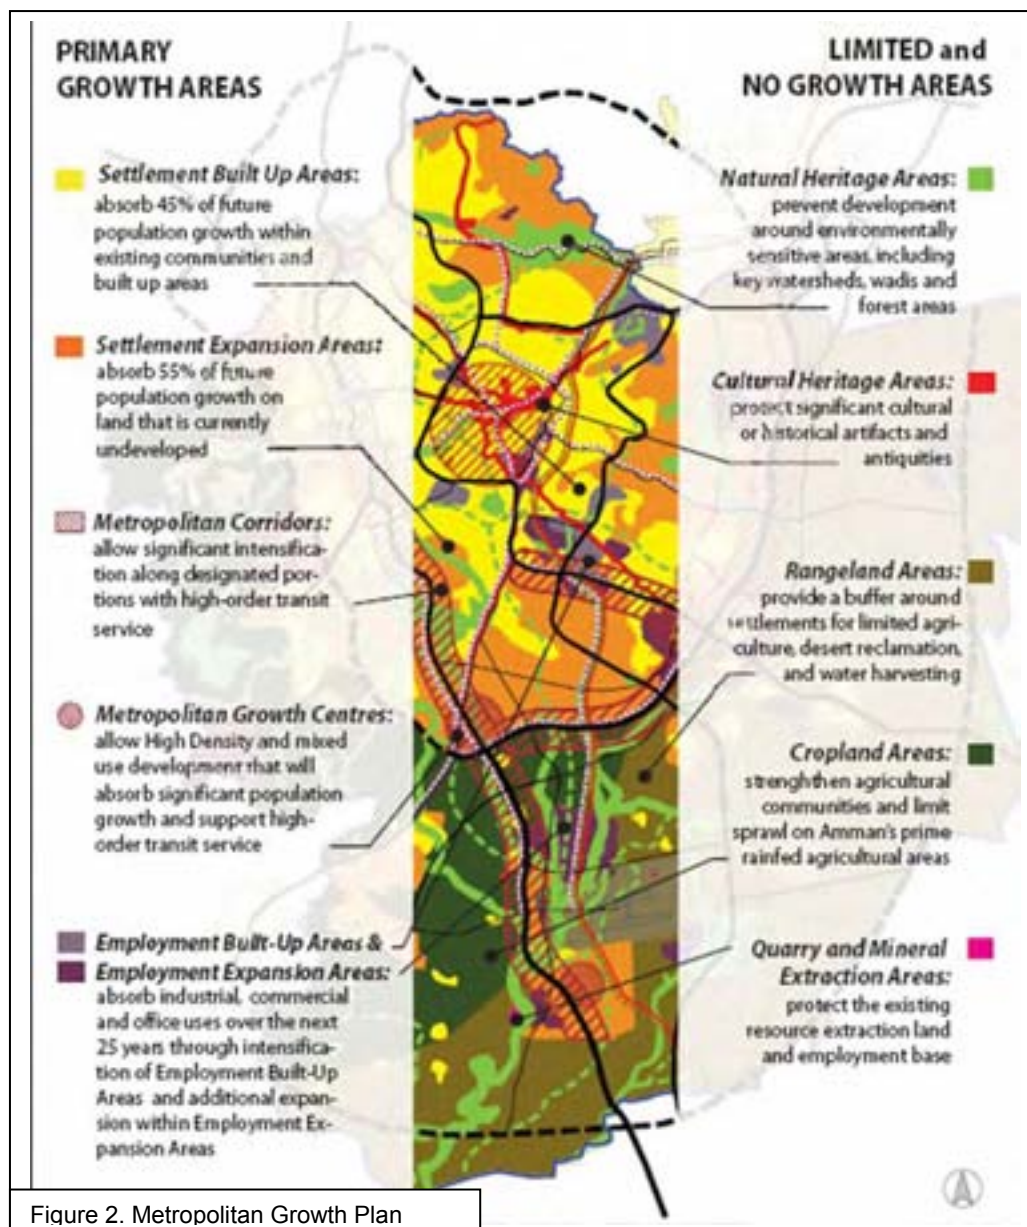 PRIMARY
GROWTH AREAS
Settlement Built Up Areas:
absorb 45% of future
population growth within
existing communities and
built up areas
Settlement Expansion Areas:
absorb 55% of future
population growth on
land that is currently
undeveloped
Metropolitan Corridors:
allow significant intensifica-
tion along designated por-
tions with high-order transit
service
Metropolitan Growth Centres:
allow High Density and mixed
use development that will
absorb significant population
growth and support high-
order transit service
Employment Built-Up Areas &
Employment Expansion Areas:
absorb industrial, commercial
and office uses over the next
25 years through intensifica-
tion of Employment Built-Up
Areas and additional expan-
sion within Employment Ex-
pansion Areas
LIMITED and
NO GROWTH AREAS
Natural Heritage Areas:
prevent development
around environmentally
sensitive areas, including
key watersheds, wadis and
forest areas
Cultural Heritage Areas:
protect significant cultural
or historical artifacts and
antiquities
Rangeland Areas:
provide a buffer around
settlements for limited agri-
culture, desert reclamation,
and water harvesting
Cropland Areas:
strenghthen agricultural
communities and limit
sprawl on Amman's prime
rainfed agricultural areas
Quarry and Mineral
Extraction Areas:
protect the existing
resource extraction land
and employment base
Figure 2. Metropolitan Growth Plan